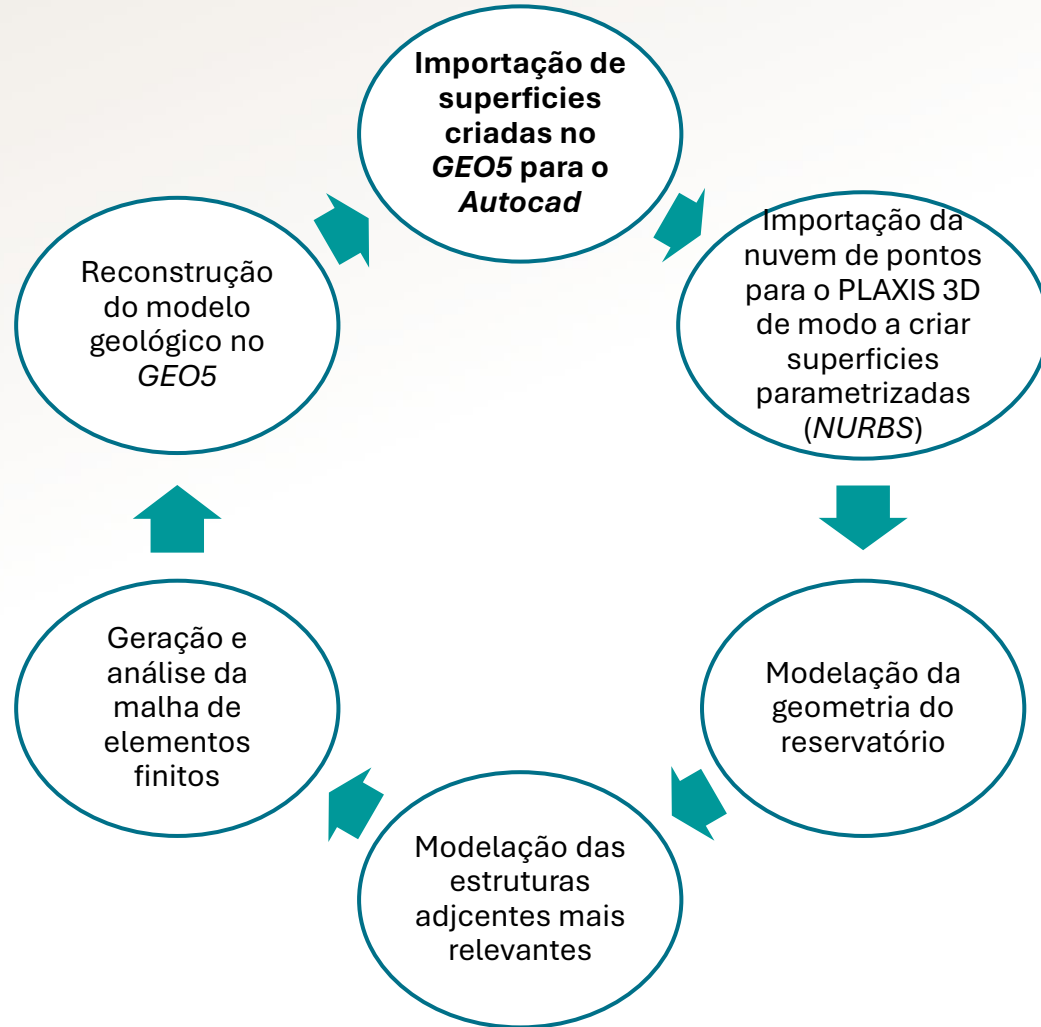 Importação de
superficies
criadas no
GEO5 para o
Autocad
Importação da
nuvem de pontos
para o PLAXIS 3D
de modo a criar
superficies
parametrizadas
(NURBS)
Modelação da
geometria do
reservatório
Modelação das
estruturas
adjcentes mais
relevantes
Geração e
análise da
malha de
elementos
finitos
Reconstrução
do modelo
geológico no
GEO5